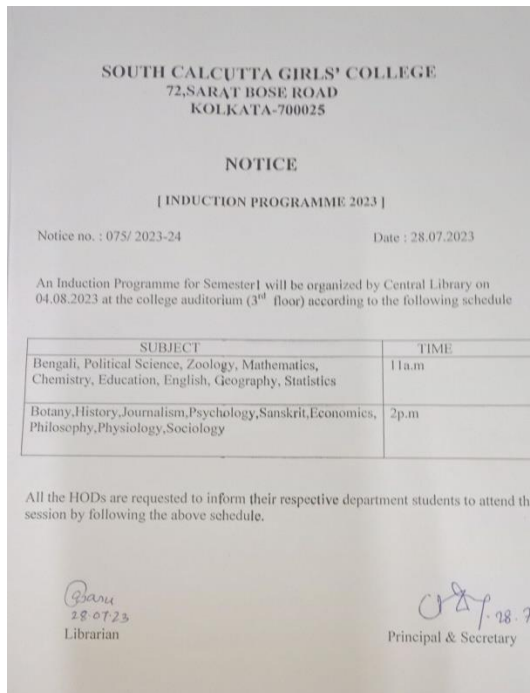 SOUTH CALCUTTA GIRLS' COLLEGE
72,SARAT BOSE ROAD
KOLKATA-700025
NOTICE
[ INDUCTION PROGRAMME 2023 ]
Notice no. : 075/ 2023-24 Date : 28.07.2023
An Induction Programme for Semester1 will be organized by Central Library on
04.08.2023 at the college auditorium (3rd floor) according to the following schedule
SUBJECT TIME
Bengali, Political Science, Zoology, Mathematics, 11a.m
Chemistry, Education, English, Geography, Statistics
Botany,History,Journalism,Psychology,Sanskrit,Economics, 2p.m
Philosophy,Physiology,Sociology
All the HODs are requested to inform their respective department students to attend th
session by following the above schedule.
28.07.23 28.7
Librarian Principal & Secretary